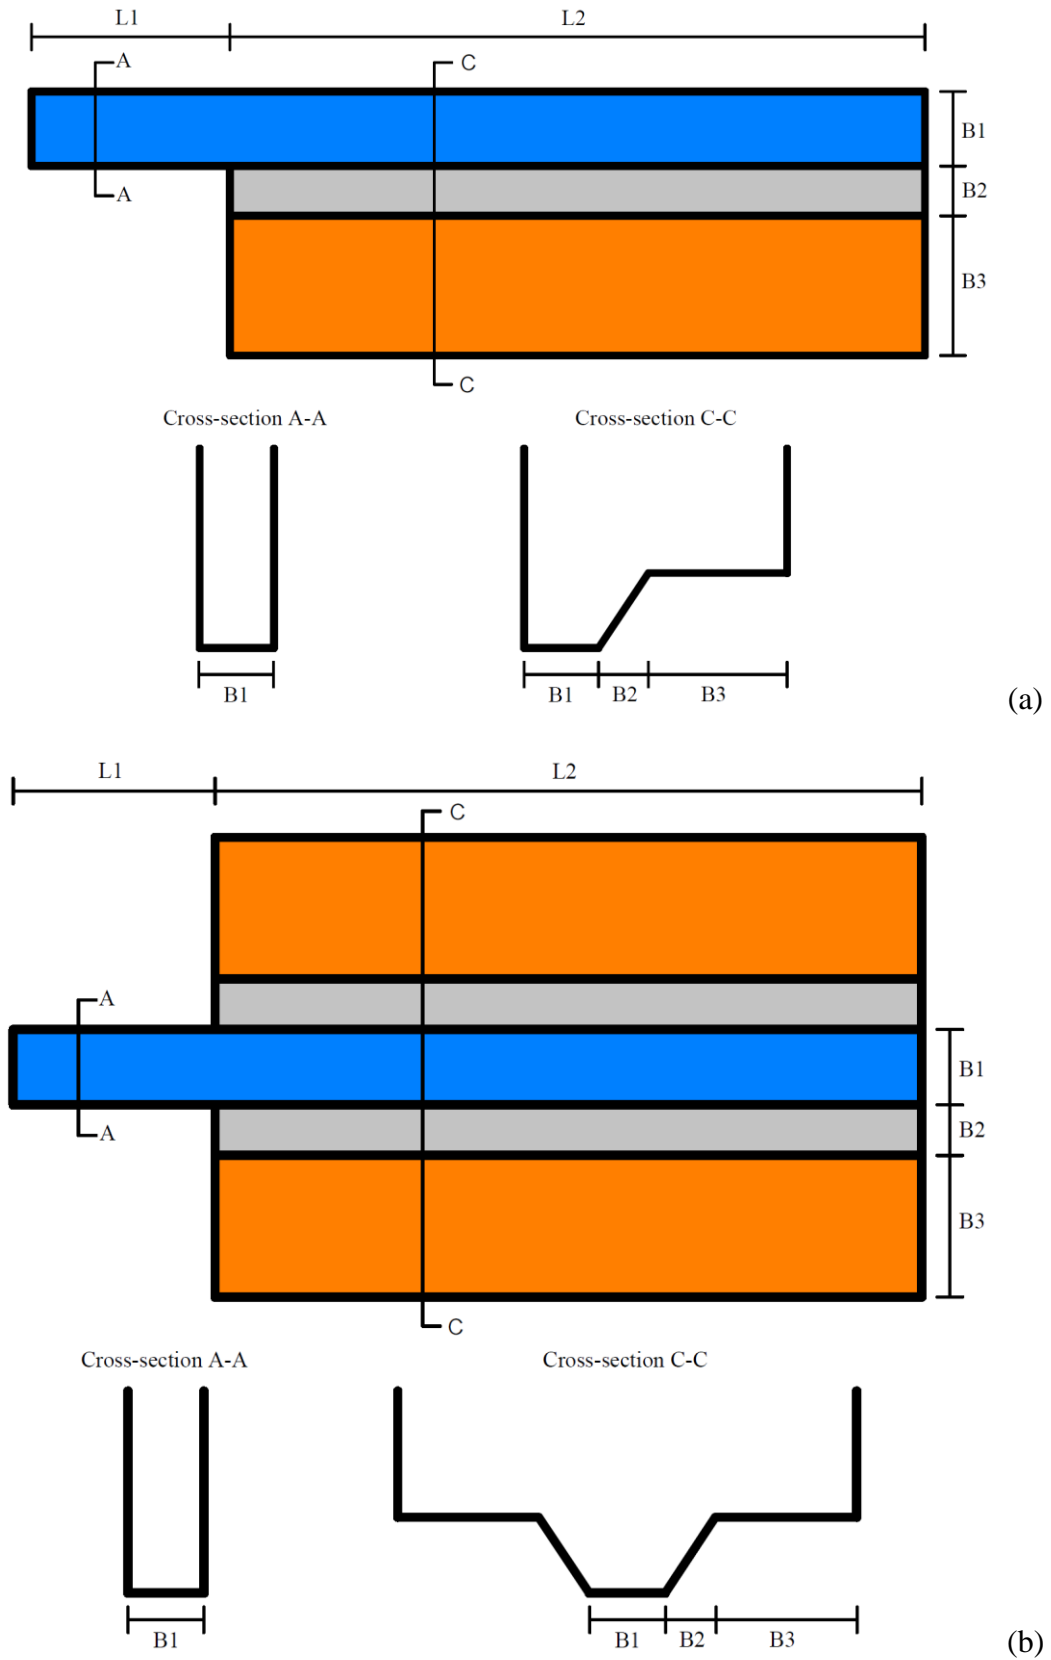 L1 L2
A C
B1
A B2
B3
C
Cross-section A-A Cross-section C-C
B1 B1 B2 B3
(a)
L1 L2
C
A
B1
A B2
B3
C
Cross-section A-A Cross-section C-C
B1 B1 B2 B3
(b)